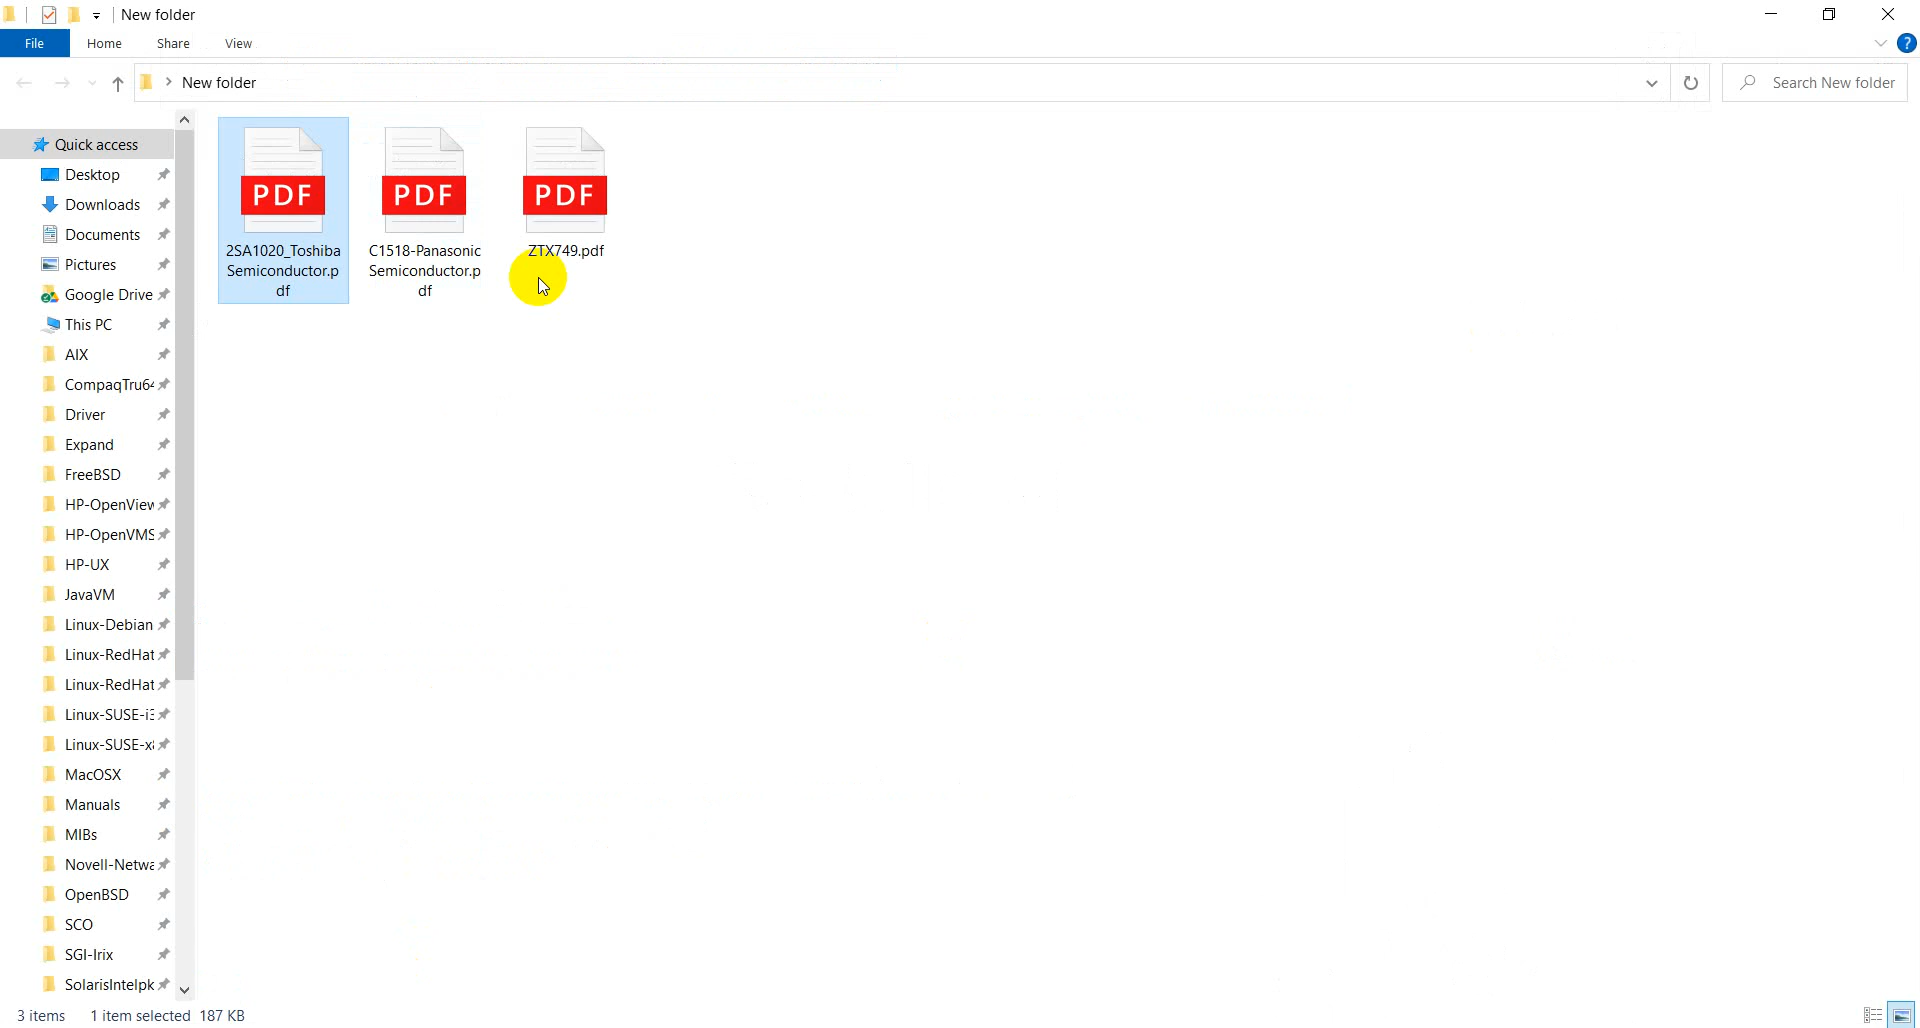 New folder
File
Home
Share
View
?
New folder
Search New folder
Quick access
Desktop
Downloads
Documents
Pictures
Google Drive
This PC
AIX
CompaqTru64
Driver
Expand
FreeBSD
HP-OpenView
HP-OpenVMS
HP-UX
JavaVM
Linux-Debian
Linux-RedHat
Linux-RedHat
Linux-SUSE-i3
Linux-SUSE-x8
MacOSX
Manuals
MIBs
Novell-Netwa
OpenBSD
SCO
SGI-Irix
SolarisIntelpk
PDF
2SA1020_Toshiba
Semiconductor.p
df
PDF
C1518-Panasonic
Semiconductor.p
df
PDF
ZTX749.pdf
3 items
1 item selected 187 KB